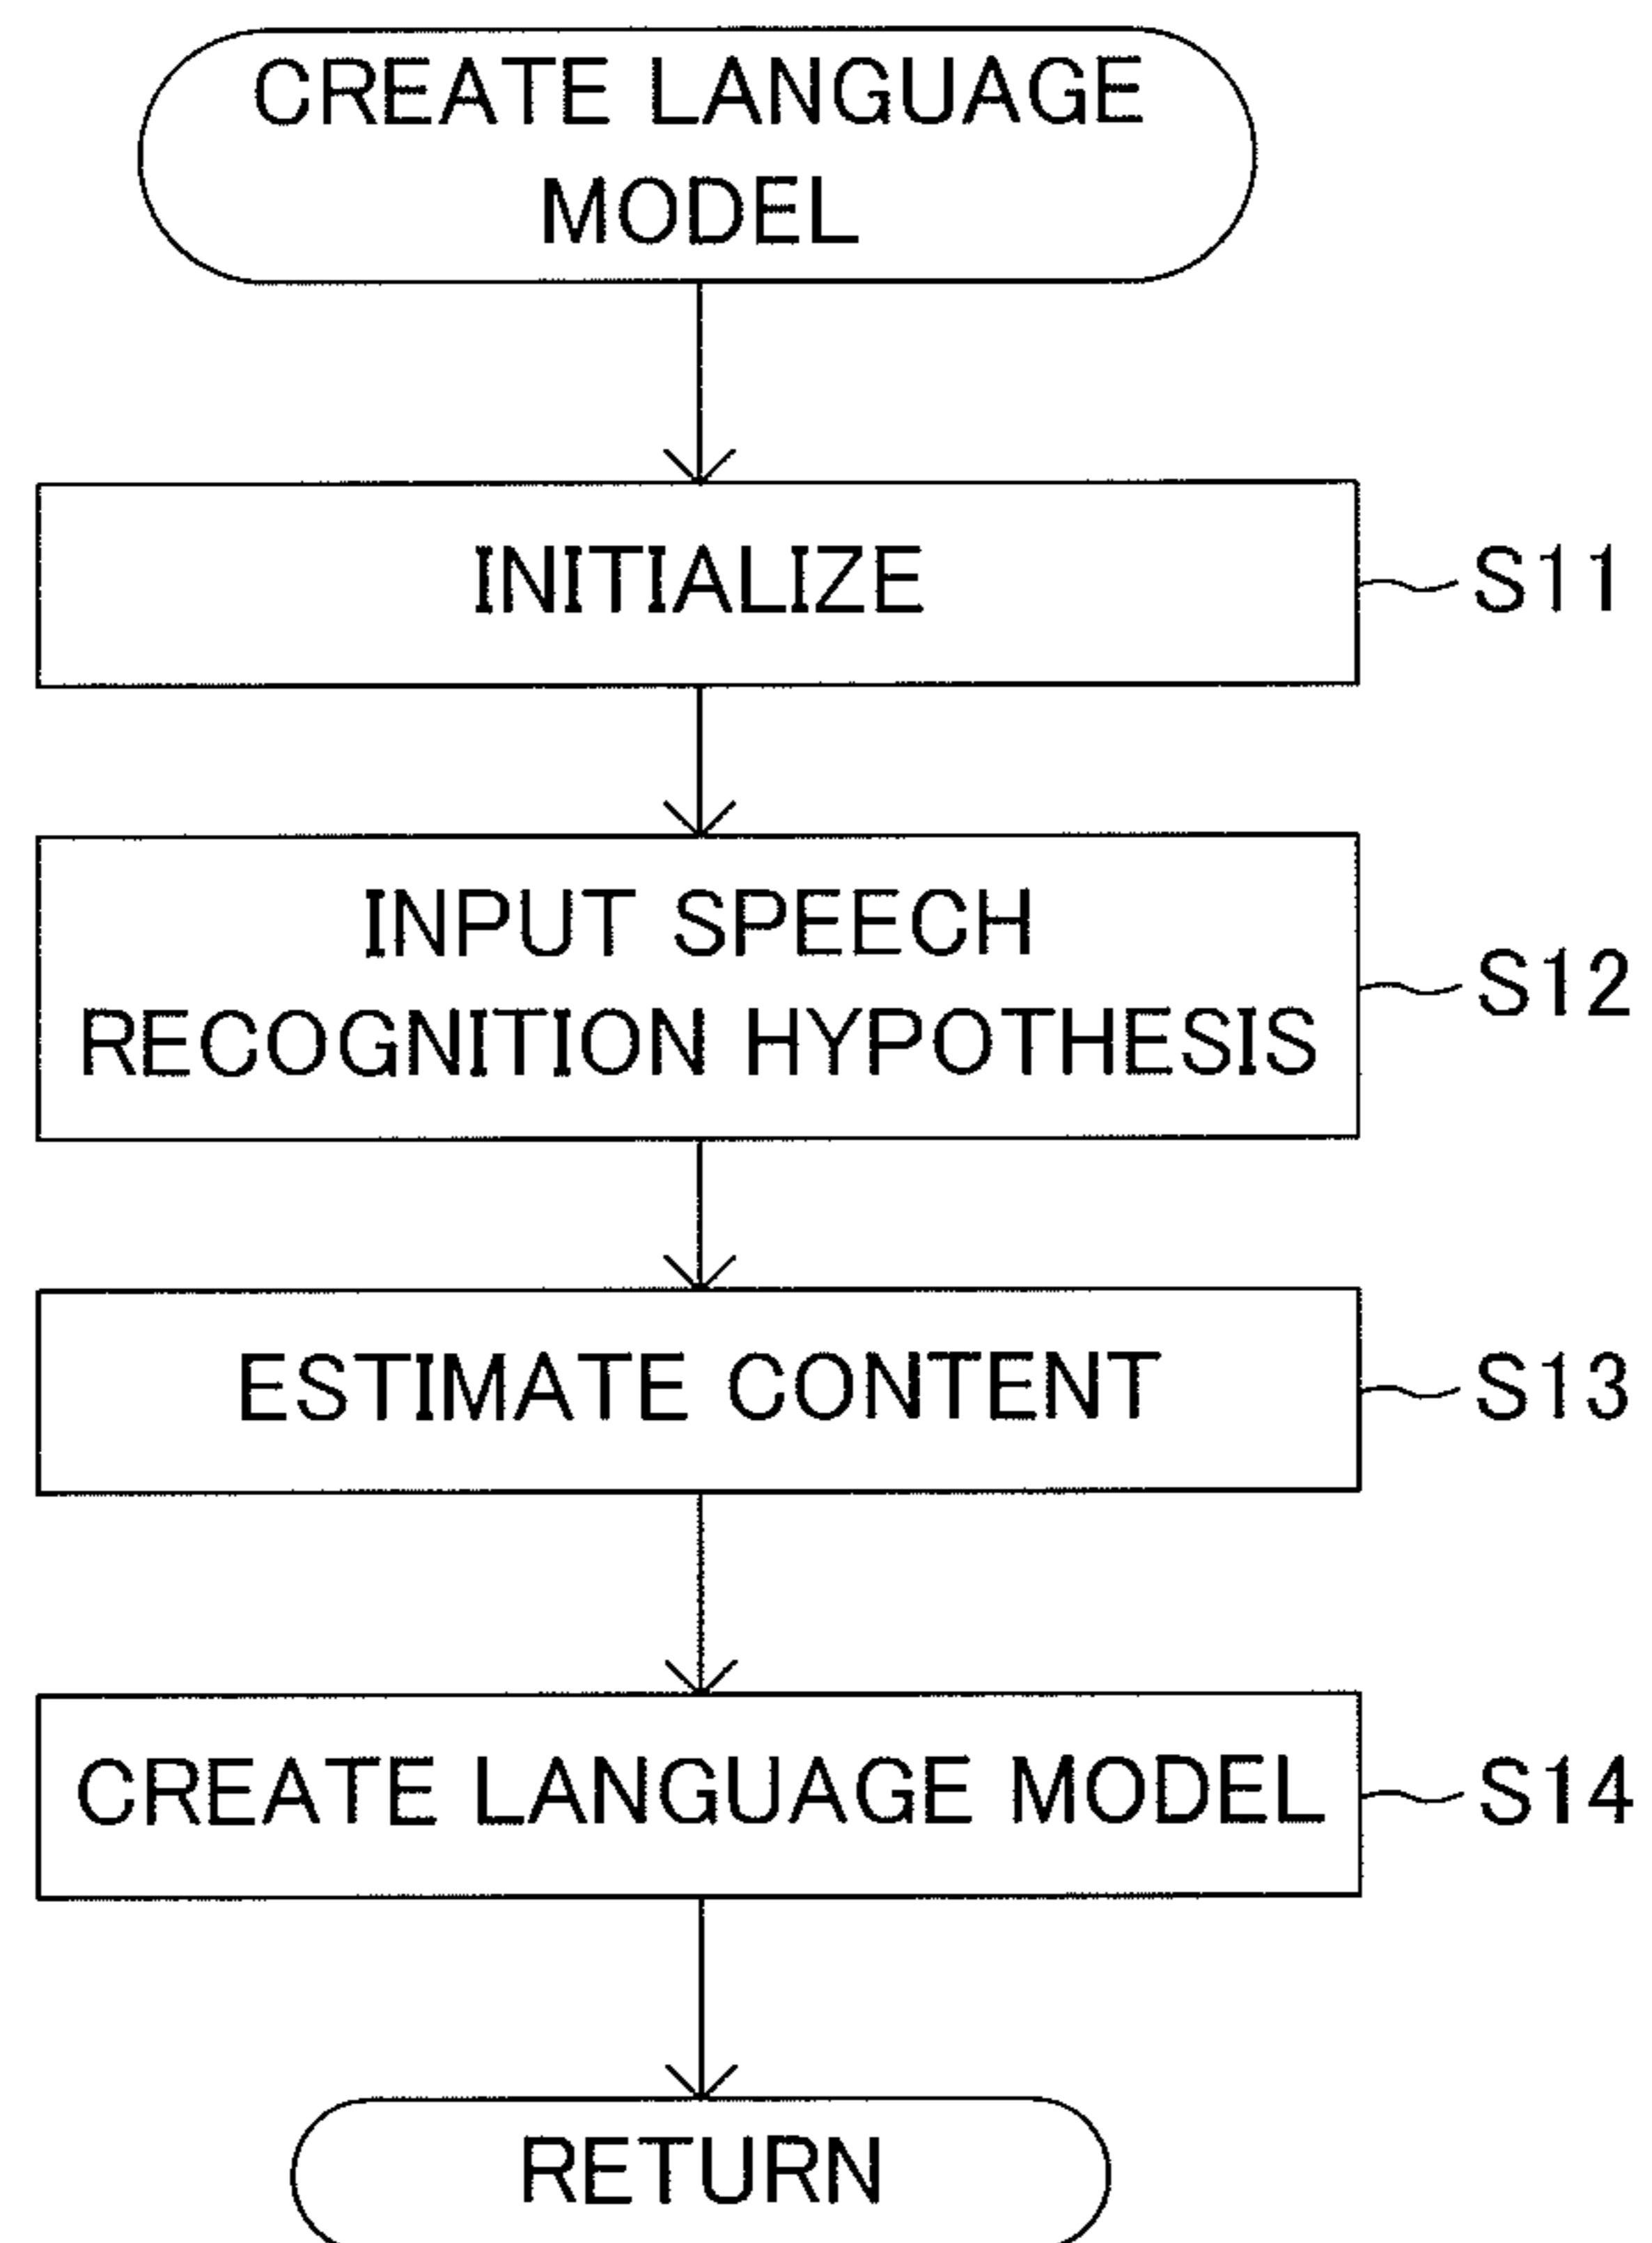 CREATE LANGUAGE
MODEL
INITIALIZE
S11
INPUT SPEECH
RECOGNITION HYPOTHESIS
S12
ESTIMATE CONTENT
S13
CREATE LANGUAGE MODEL
S14
RETURN